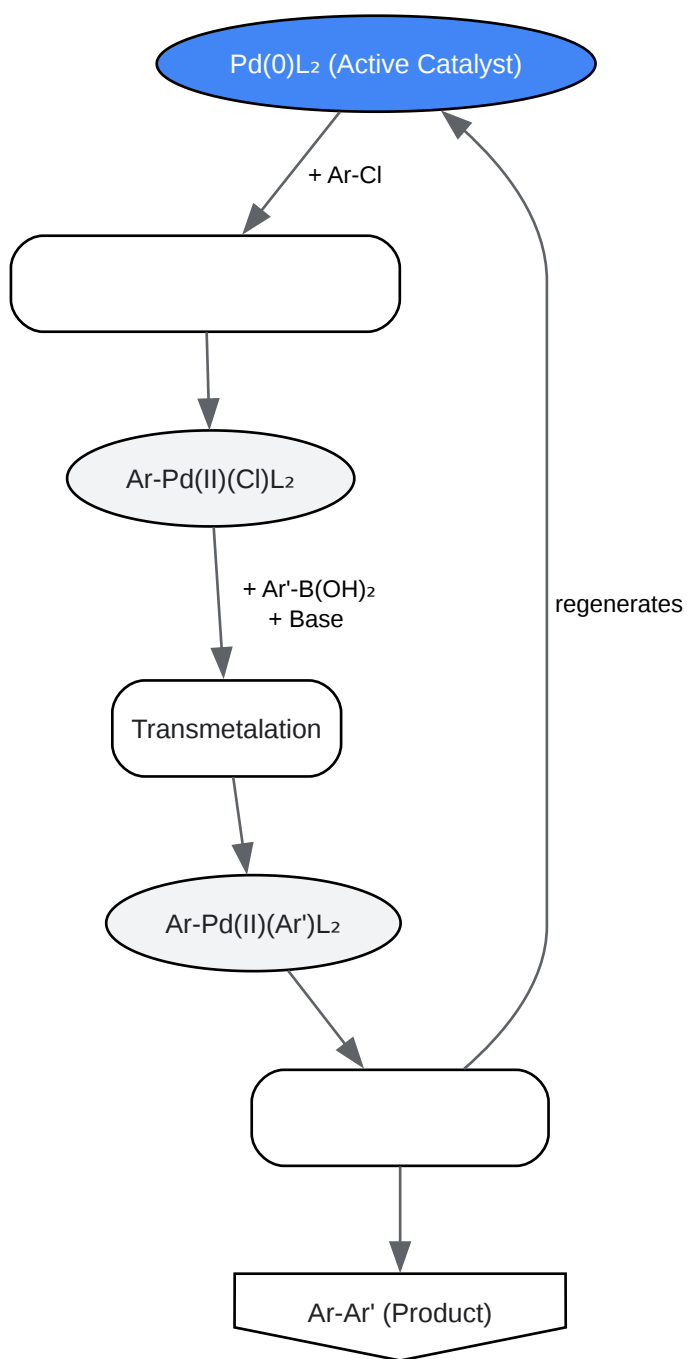 Pd(0)L₂ (Active Catalyst)
+ Ar-Cl
Ar-Pd(II)(Cl)L₂
+ Ar'-B(OH)₂
+ Base
regenerates
Transmetalation
Ar-Pd(II)(Ar')L₂
Ar-Ar' (Product)